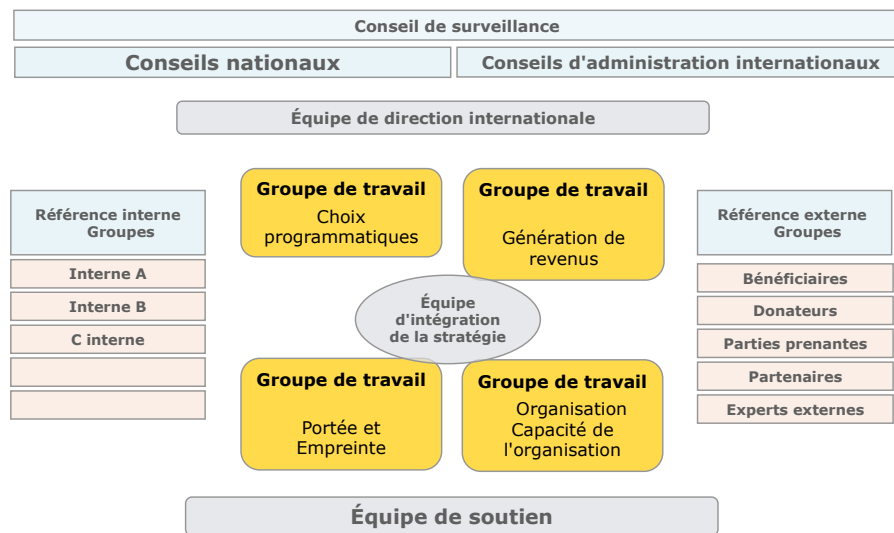 Conseil de surveillance
Conseils nationaux
Conseils d'administration internationaux
Équipe de direction internationale
Référence interne
Groupes
Interne A
Interne B
C interne
Groupe de travail
Choix
programmatiques
Groupe de travail
Génération de
revenus
Équipe
d'intégration
de la stratégie
Groupe de travail
Portée et
Empreinte
Groupe de travail
Organisation
Capacité de
l'organisation
Référence externe
Groupes
Bénéficiaires
Donateurs
Parties prenantes
Partenaires
Experts externes
Équipe de soutien